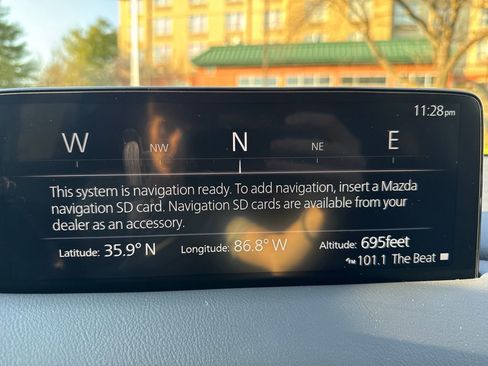 11:28pm
W NW N NE E
This system is navigation ready. To add navigation, insert a Mazda
navigation SD card. Navigation SD cards are available from your
dealer as an accessory.
Latitude: 35.9° N Longitude: 86.8° W Altitude: 695feet
FM 101.1 The Beat